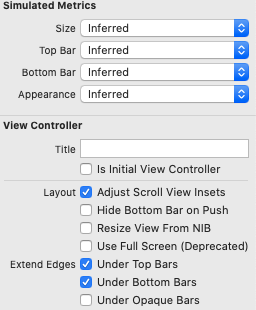 Simulated Metrics
Size Inferred
Top Bar Inferred
Bottom Bar Inferred
Appearance Inferred
View Controller
Title
Is Initial View Controller
Layout Adjust Scroll View Insets
Hide Bottom Bar on Push
Resize View From NIB
Use Full Screen (Deprecated)
Extend Edges Under Top Bars
Under Bottom Bars
Under Opaque Bars